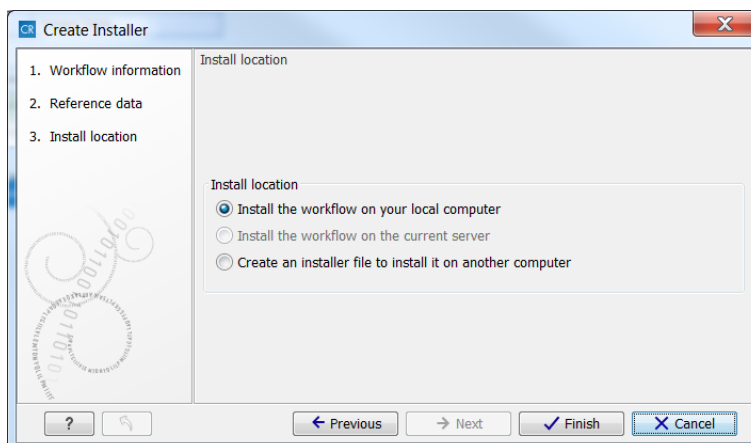 CR Create Installer
1. Workflow information
2. Reference data
3. Install location
Install location
Install location
Install the workflow on your local computer
Install the workflow on the current server
Create an installer file to install it on another computer
?
Previous
Next
Finish
Cancel